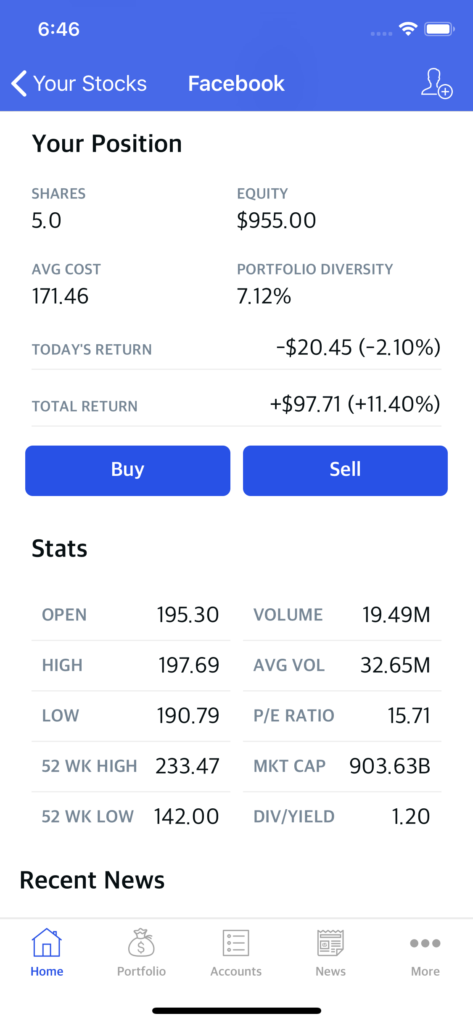 6:46
Your Stocks Facebook
Your Position
SHARES EQUITY
5.0 $955.00
AVG COST PORTFOLIO DIVERSITY
171.46 7.12%
TODAY'S RETURN -$20.45 (-2.10%)
TOTAL RETURN +$97.71 (+11.40%)
Buy Sell
Stats
OPEN 195.30 VOLUME 19.49M
HIGH 197.69 AVG VOL 32.65M
LOW 190.79 P/E RATIO 15.71
52 WK HIGH 233.47 MKT CAP 903.63B
52 WK LOW 142.00 DIV/YIELD 1.20
Recent News
Home Portfolio Accounts News More